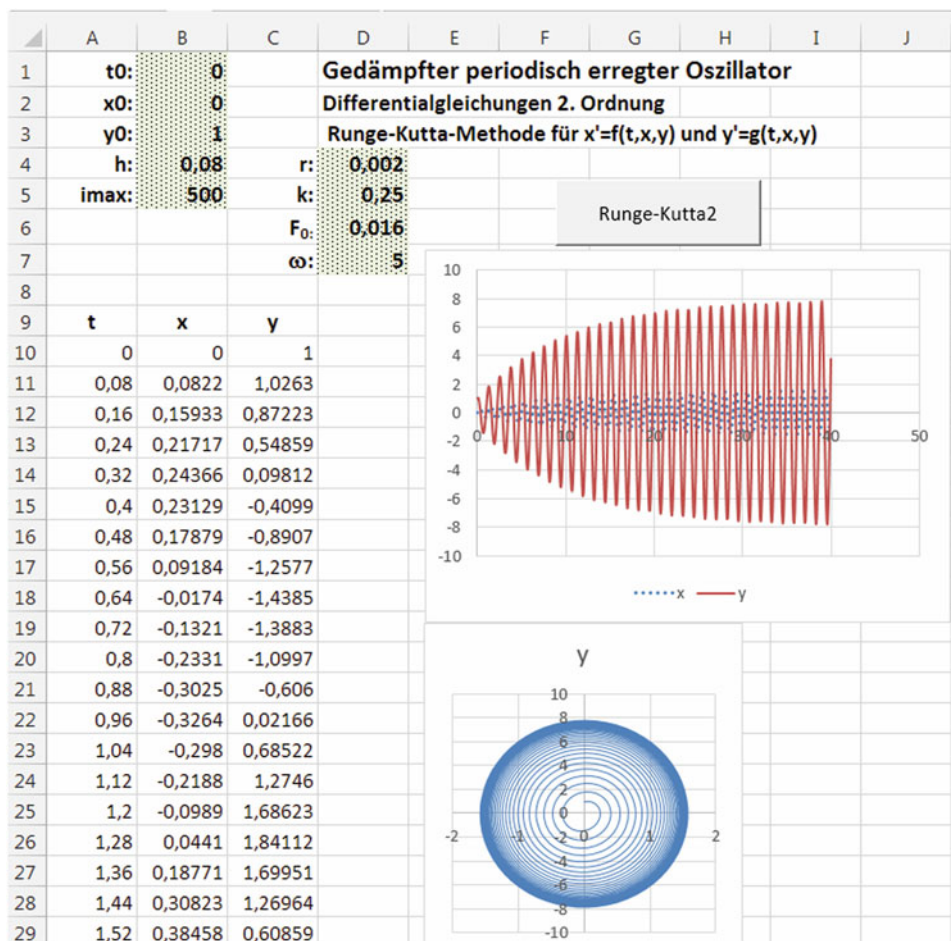 A B C D E F G H I J
1 t0: 0 Gedämpfter periodisch erregter Oszillator
2 x0: 0 Differentialgleichungen 2. Ordnung
3 y0: 1 Runge-Kutta-Methode für x'=f(t,x,y) und y'=g(t,x,y)
4 h: 0,08 r: 0,002
5 imax: 500 k: 0,25
6 F0: 0,016
7 ω: 5
Runge-Kutta2
8
9 t x y
10 0 0 1
11 0,08 0,0822 1,0263
12 0,16 0,15933 0,87223
13 0,24 0,21717 0,54859
14 0,32 0,24366 0,09812
15 0,4 0,23129 -0,4099
16 0,48 0,17879 -0,8907
17 0,56 0,09184 -1,2577
18 0,64 -0,0174 -1,4385
19 0,72 -0,1321 -1,3883
20 0,8 -0,2331 -1,0997
21 0,88 -0,3025 -0,606
22 0,96 -0,3264 0,02166
23 1,04 -0,298 0,68522
24 1,12 -0,2188 1,2746
25 1,2 -0,0989 1,68623
26 1,28 0,0441 1,84112
27 1,36 0,18771 1,69951
28 1,44 0,30823 1,26964
29 1,52 0,38458 0,60859
10
8
6
4
2
0
-2
-4
-6
-8
-10
0 10 20 30 40 50
x y
y
10
8
6
4
2
0
-2
-4
-6
-8
-10
-2 -1 0 1 2